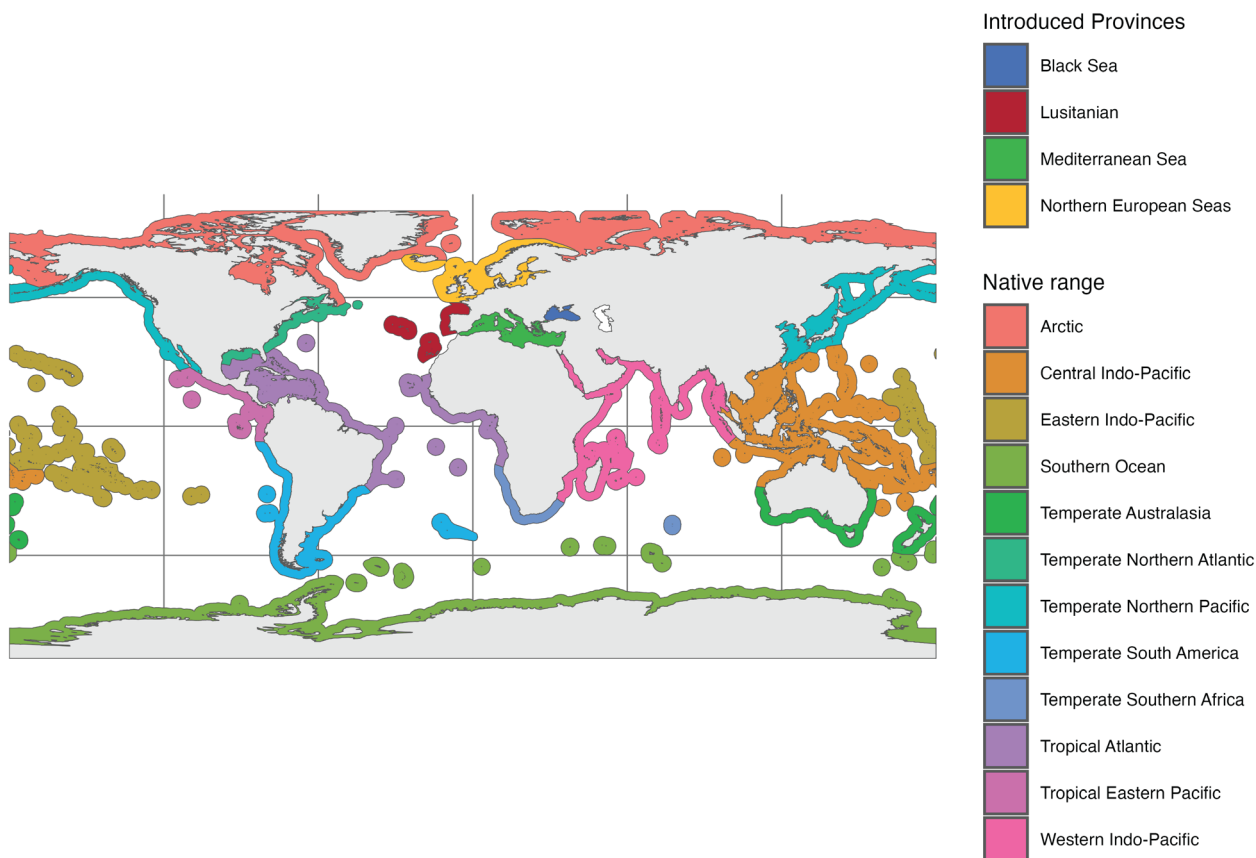 Introduced Provinces
Black Sea
Lusitanian
Mediterranean Sea
Northern European Seas
Native range
Arctic
Central Indo-Pacific
Eastern Indo-Pacific
Southern Ocean
Temperate Australasia
Temperate Northern Atlantic
Temperate Northern Pacific
Temperate South America
Temperate Southern Africa
Tropical Atlantic
Tropical Eastern Pacific
Western Indo-Pacific